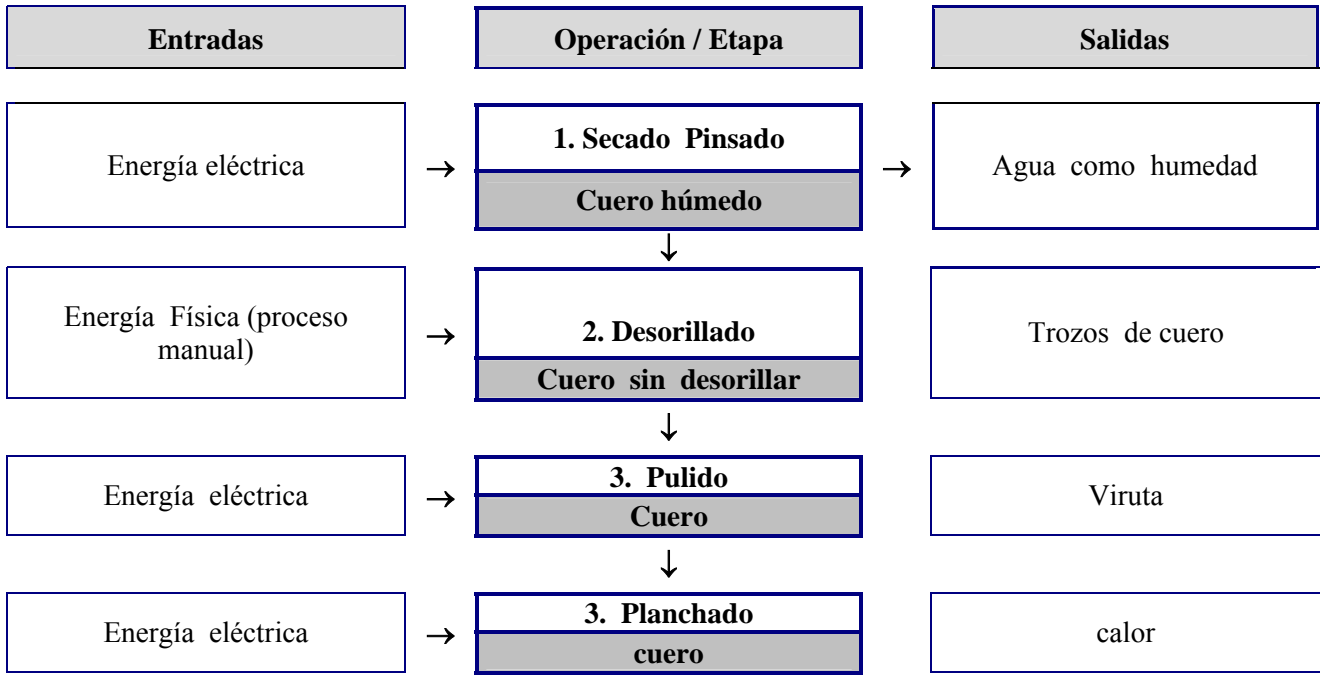 Entradas
Operación / Etapa
Salidas
Energía eléctrica
→
1. Secado Pinsado
Cuero húmedo
→
Agua como humedad
↓
Energía Física (proceso
manual)
→
2. Desorillado
Cuero sin desorillar
Trozos de cuero
↓
Energía eléctrica
→
3. Pulido
Cuero
Viruta
↓
Energía eléctrica
→
3. Planchado
cuero
calor